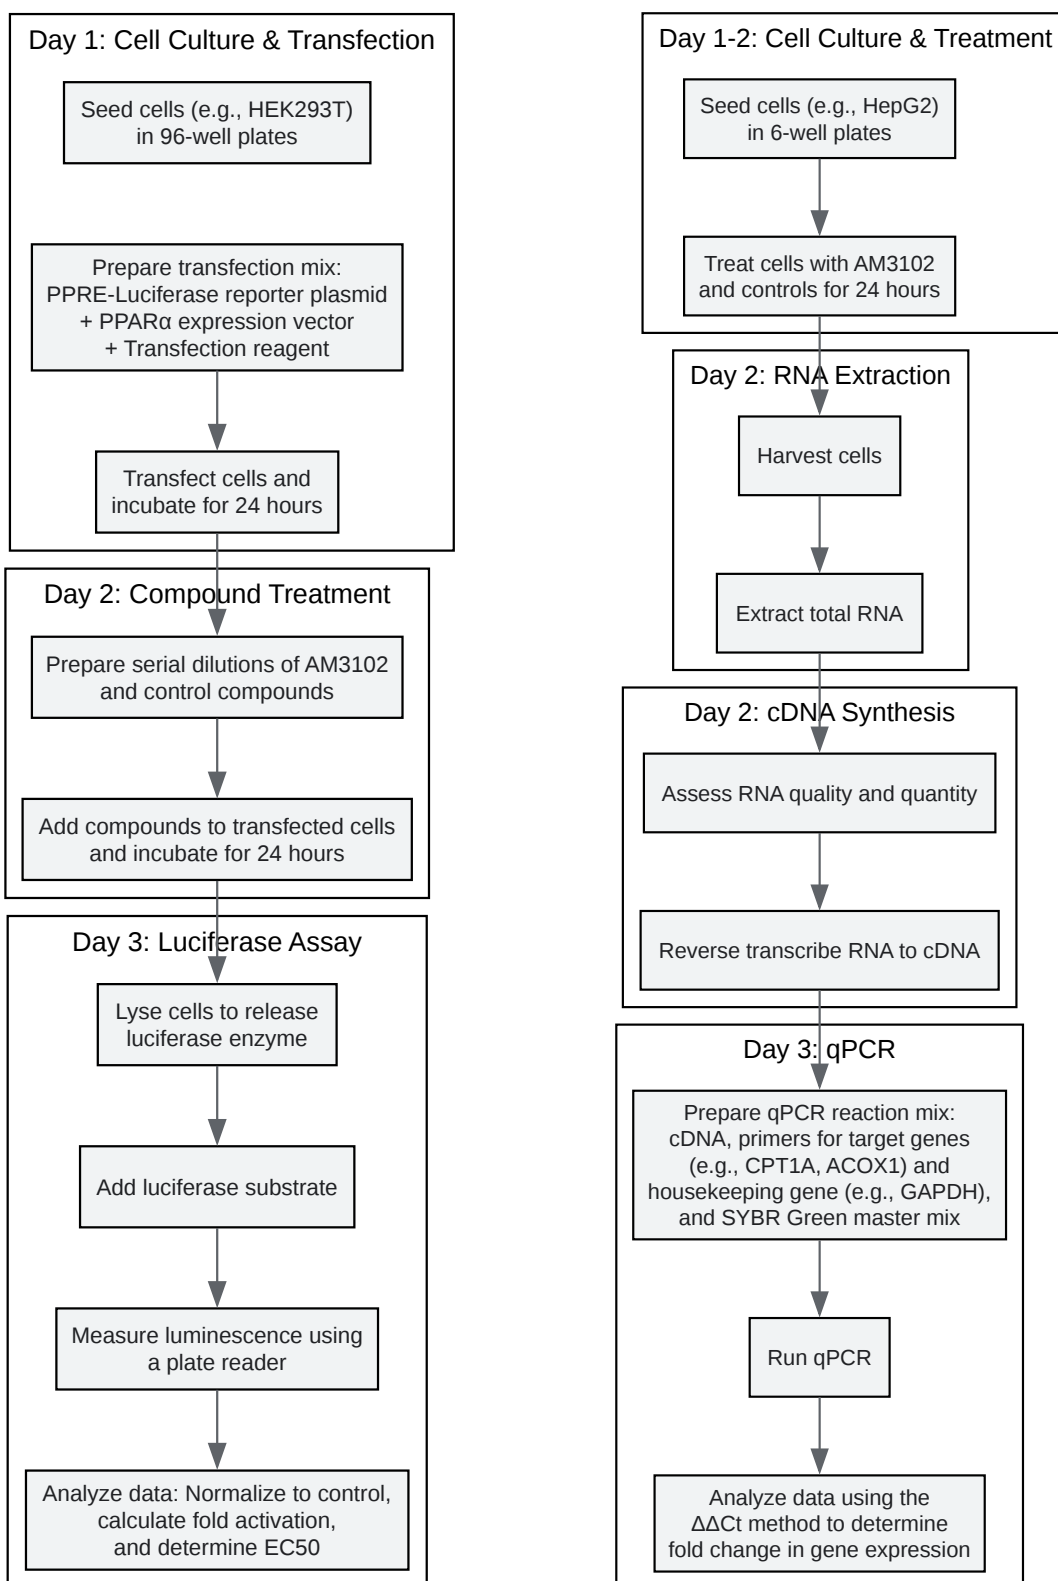 Day 1: Cell Culture & Transfection
Seed cells (e.g., HEK293T)
in 96-well plates
Prepare transfection mix:
PPRE-Luciferase reporter plasmid
+ PPARα expression vector
+ Transfection reagent
Transfect cells and
incubate for 24 hours
Day 2: Compound Treatment
Prepare serial dilutions of AM3102
and control compounds
Add compounds to transfected cells
and incubate for 24 hours
Day 3: Luciferase Assay
Lyse cells to release
luciferase enzyme
Add luciferase substrate
Measure luminescence using
a plate reader
Analyze data: Normalize to control,
calculate fold activation,
and determine EC50
Day 1-2: Cell Culture & Treatment
Seed cells (e.g., HepG2)
in 6-well plates
Treat cells with AM3102
and controls for 24 hours
Day 2: RNA Extraction
Harvest cells
Extract total RNA
Day 2: cDNA Synthesis
Assess RNA quality and quantity
Reverse transcribe RNA to cDNA
Day 3: qPCR
Prepare qPCR reaction mix:
cDNA, primers for target genes
(e.g., CPT1A, ACOX1) and
housekeeping gene (e.g., GAPDH),
and SYBR Green master mix
Run qPCR
Analyze data using the
ΔΔCt method to determine
fold change in gene expression